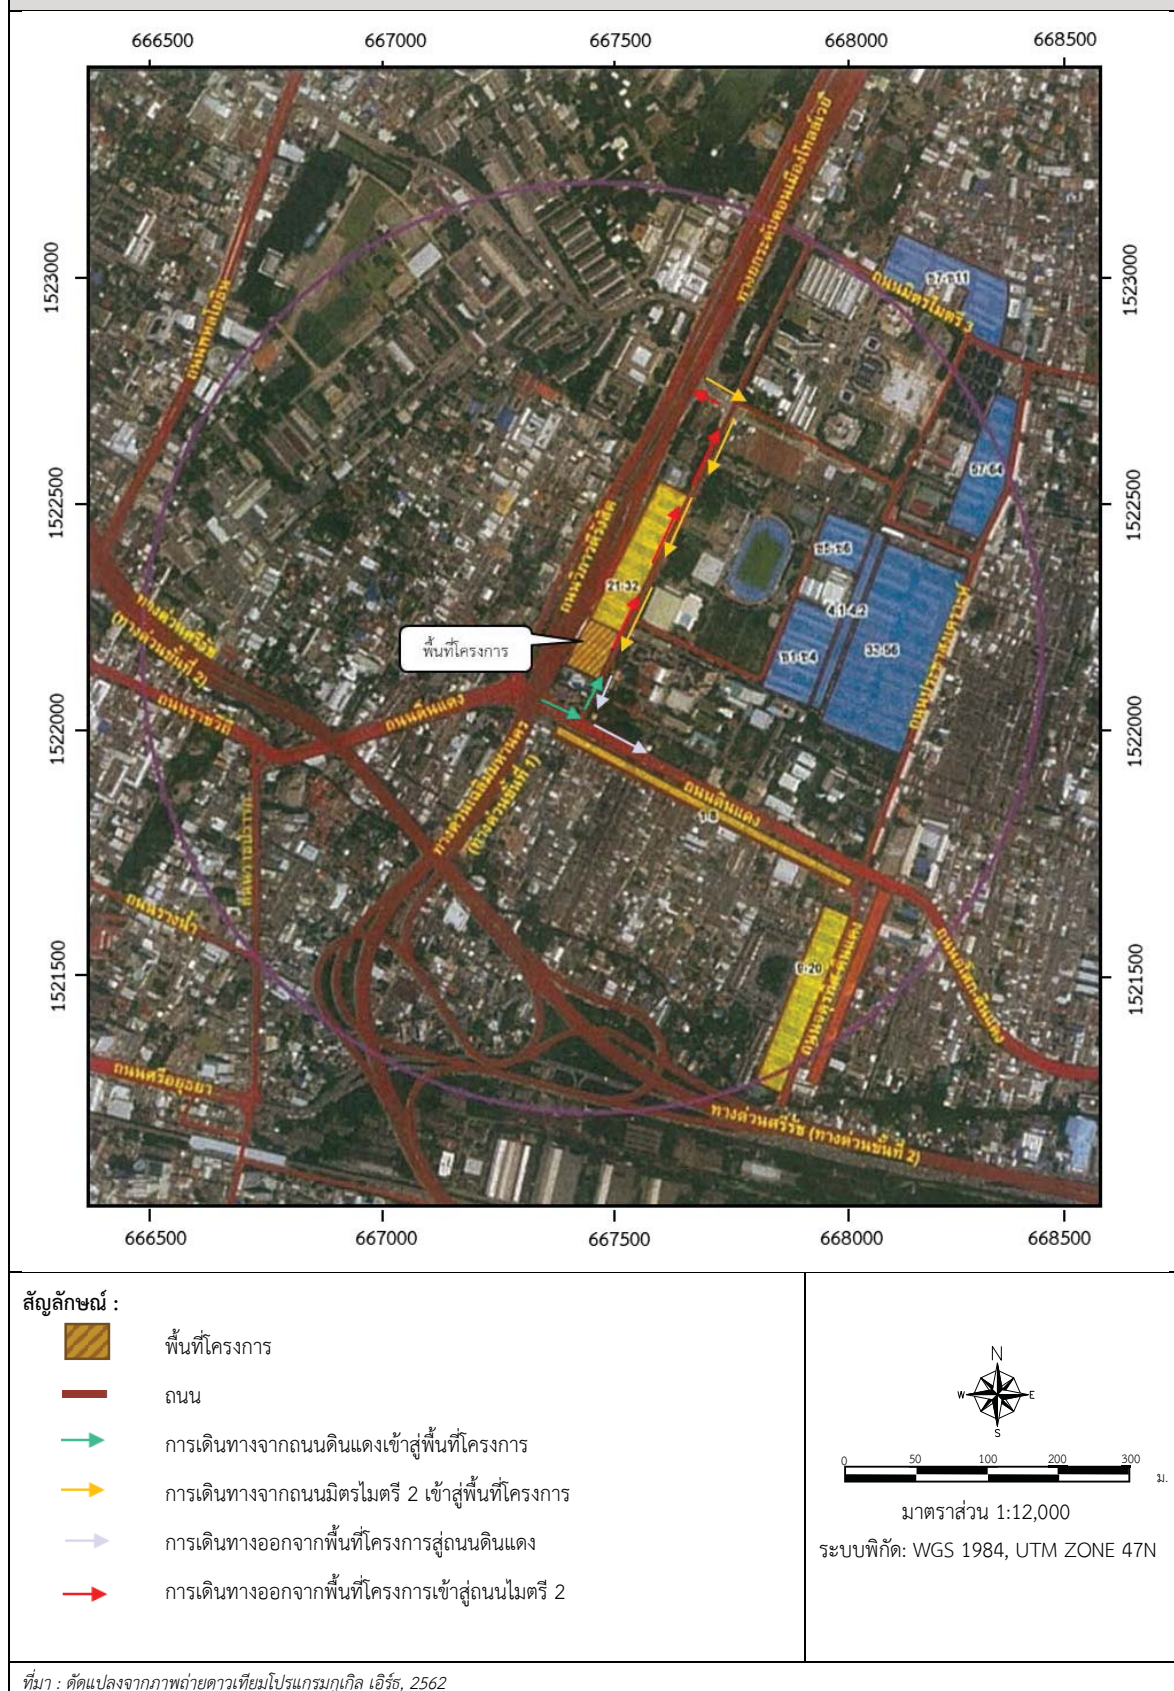 666500 667000 667500 668000 668500
1523000
1523000
1522500
1522500
1522000
1522000
1521500
1521500
ทางยกระดับดอนเมืองโทลล์เวย์
ถนนมิตรไมตรี 3
ถนนพหลโยธิน
57-64
ถนนวิภาวดีรังสิต
21-32
33-56
พื้นที่โครงการ
ทางด่วนศรีรัช
(ทางด่วนขั้นที่ 2)
ถนนราชวิถี
ถนนดินแดง
ทางด่วนเฉลิมมหานคร
(ทางด่วนขั้นที่ 1)
ถนนดินแดง
ถนนรางน้ำ
9-20
ถนนอโศก-ดินแดง
ถนนศรีอยุธยา
ทางด่วนศรีรัช (ทางด่วนขั้นที่ 2)
666500 667000 667500 668000 668500
สัญลักษณ์ :
พื้นที่โครงการ
ถนน
การเดินทางจากถนนดินแดงเข้าสู่พื้นที่โครงการ
การเดินทางจากถนนมิตรไมตรี 2 เข้าสู่พื้นที่โครงการ
การเดินทางออกจากพื้นที่โครงการสู่ถนนดินแดง
การเดินทางออกจากพื้นที่โครงการเข้าสู่ถนนไมตรี 2
N
W E
S
0 50 100 200 300
ม.
มาตราส่วน 1:12,000
ระบบพิกัด: WGS 1984, UTM ZONE 47N
ที่มา : ดัดแปลงจากภาพถ่ายดาวเทียมโปรแกรมกูเกิล เอิร์ธ, 2562